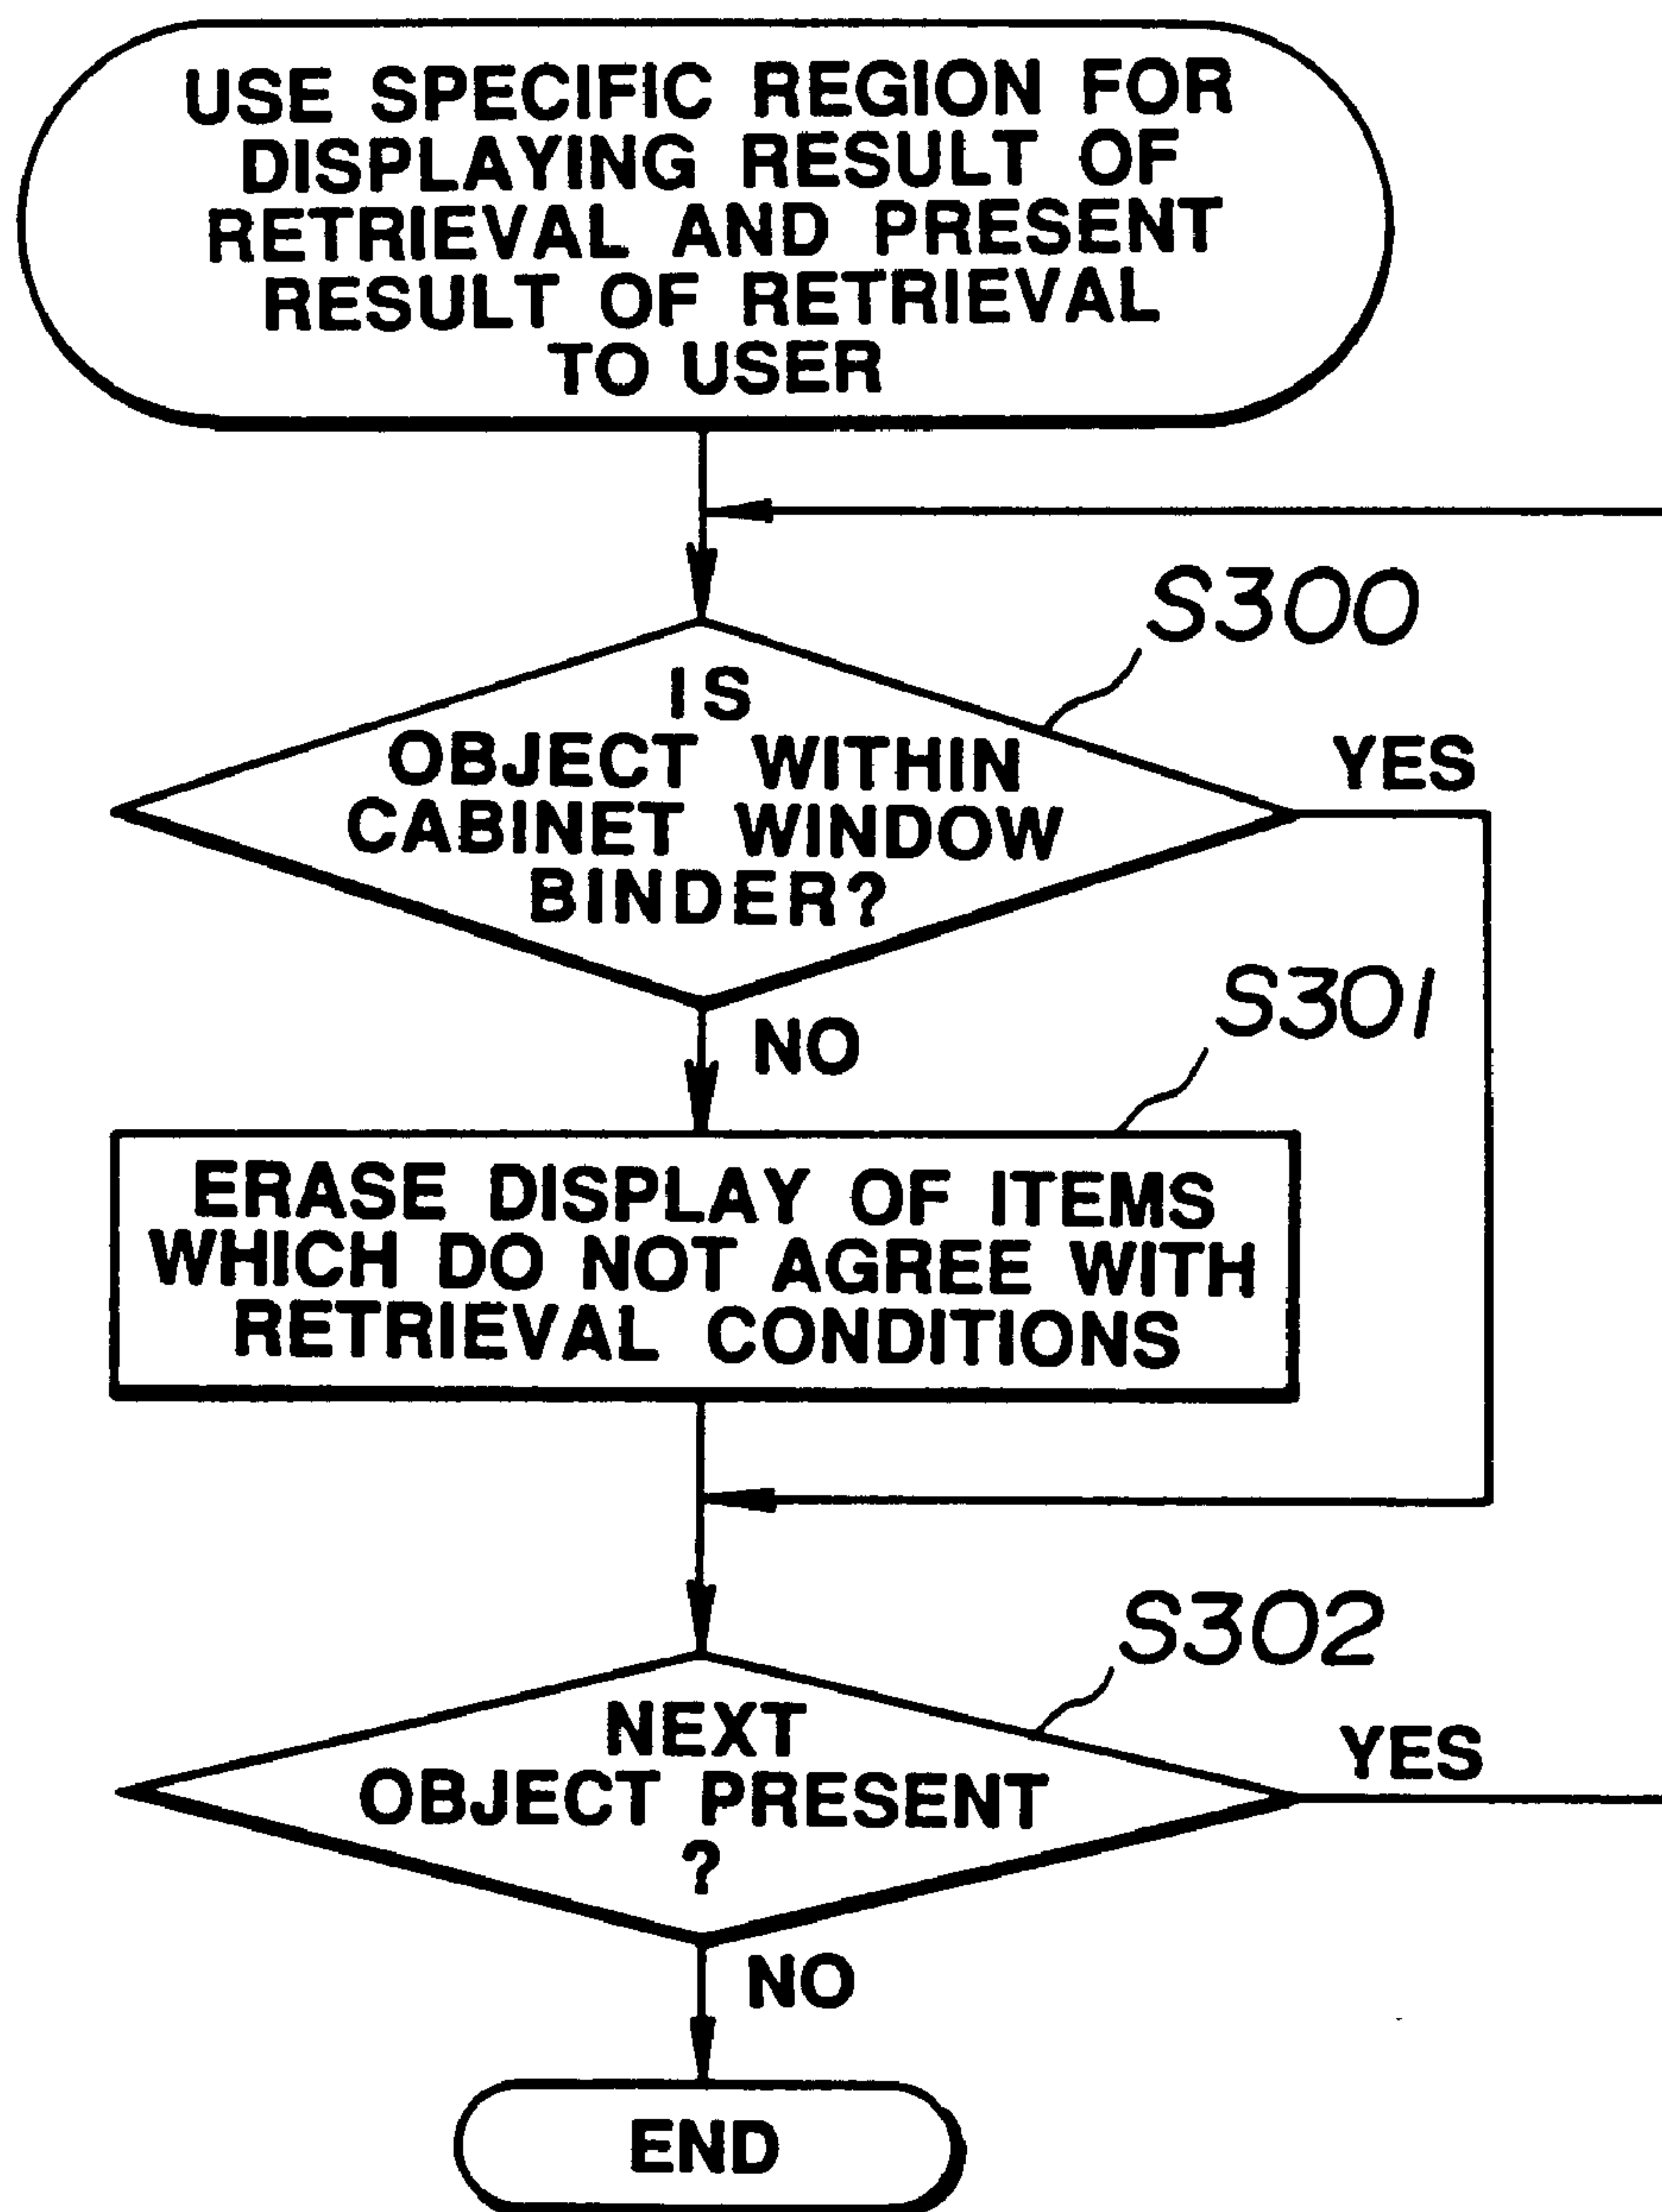 USE SPECIFIC REGION FOR
DISPLAYING RESULT OF
RETRIEVAL AND PRESENT
RESULT OF RETRIEVAL
TO USER
S300
IS
OBJECT WITHIN
CABINET WINDOW
BINDER?
YES
NO
S301
ERASE DISPLAY OF ITEMS
WHICH DO NOT AGREE WITH
RETRIEVAL CONDITIONS
S302
NEXT
OBJECT PRESENT
?
YES
NO
END